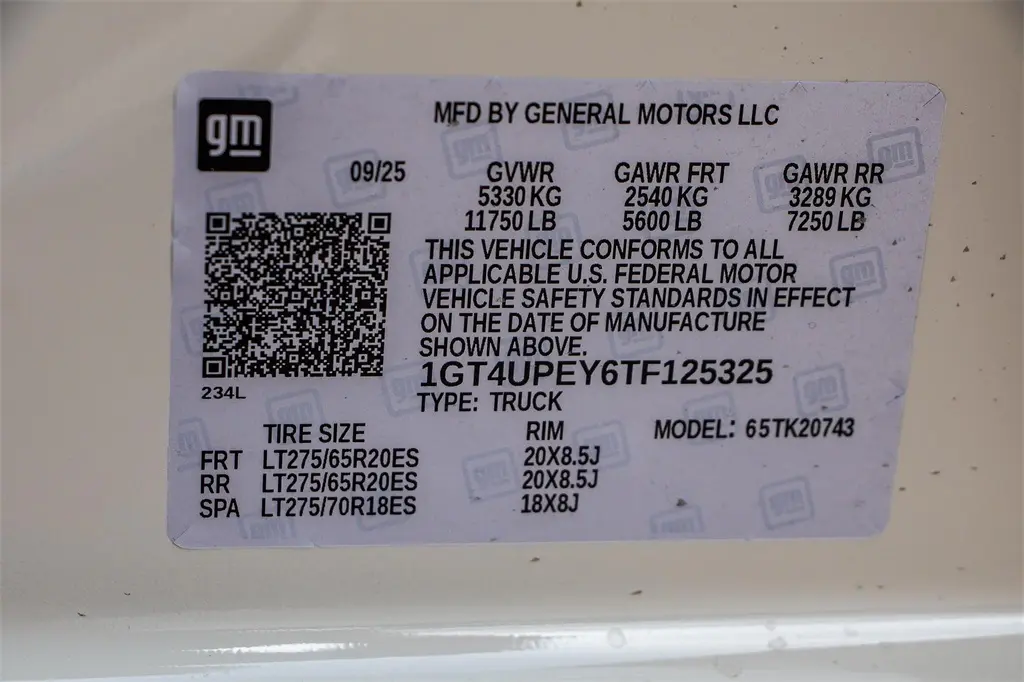 gm
MFD BY GENERAL MOTORS LLC
09/25 GVWR GAWR FRT GAWR RR
5330 KG 2540 KG 3289 KG
11750 LB 5600 LB 7250 LB
THIS VEHICLE CONFORMS TO ALL
APPLICABLE U.S. FEDERAL MOTOR
VEHICLE SAFETY STANDARDS IN EFFECT
ON THE DATE OF MANUFACTURE
SHOWN ABOVE.
1GT4UPEY6TF125325
234L
TYPE: TRUCK
TIRE SIZE RIM MODEL: 65TK20743
FRT LT275/65R20ES 20X8.5J
RR LT275/65R20ES 20X8.5J
SPA LT275/70R18ES 18X8J